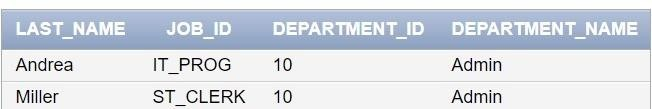 LAST_NAME JOB_ID DEPARTMENT_ID DEPARTMENT_NAME
Andrea IT_PROG 10 Admin
Miller ST_CLERK 10 Admin